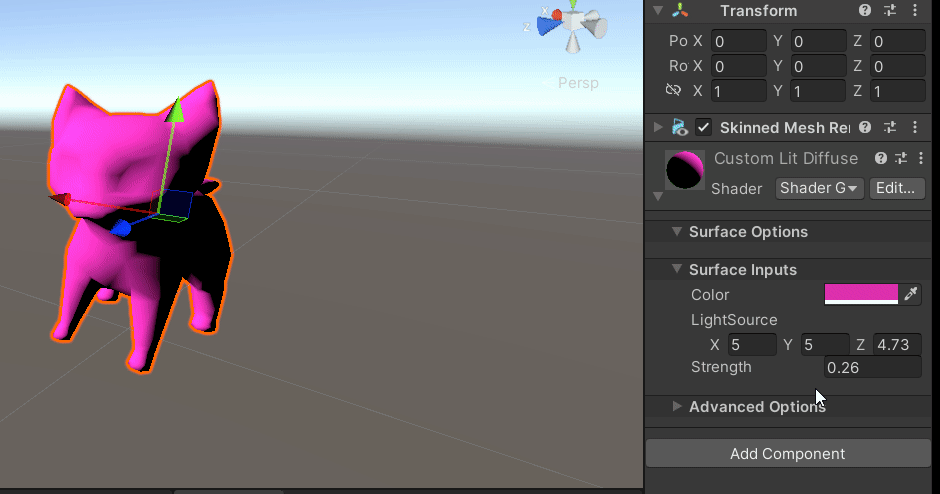 x
z
Persp
Transform
Po X 0 Y 0 Z 0
Ro X 0 Y 0 Z 0
X 1 Y 1 Z 1
Skinned Mesh Rei
Custom Lit Diffuse
Shader Shader G Edit...
Surface Options
Surface Inputs
Color
LightSource
X 5 Y 5 Z 4.73
Strength 0.26
Advanced Options
Add Component